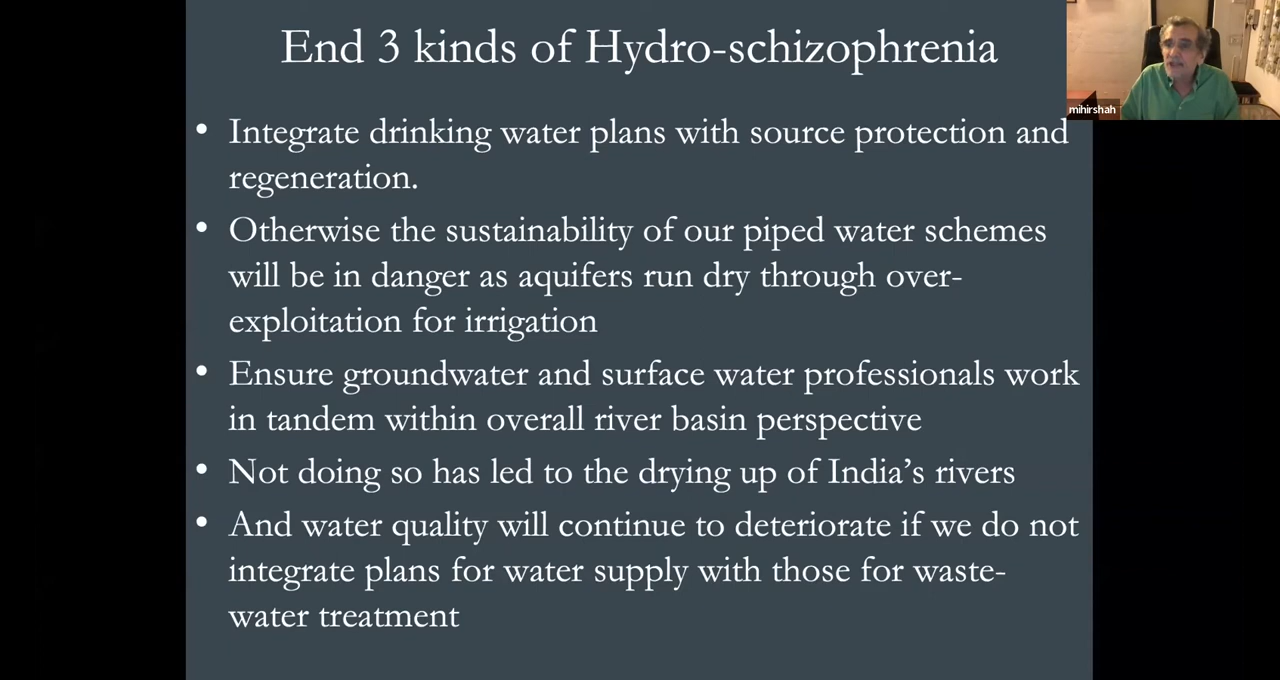 End 3 kinds of Hydro-schizophrenia
mihirshah
• Integrate drinking water plans with source protection and
regeneration.
• Otherwise the sustainability of our piped water schemes
will be in danger as aquifers run dry through over-
exploitation for irrigation
• Ensure groundwater and surface water professionals work
in tandem within overall river basin perspective
• Not doing so has led to the drying up of India’s rivers
• And water quality will continue to deteriorate if we do not
integrate plans for water supply with those for waste-
water treatment